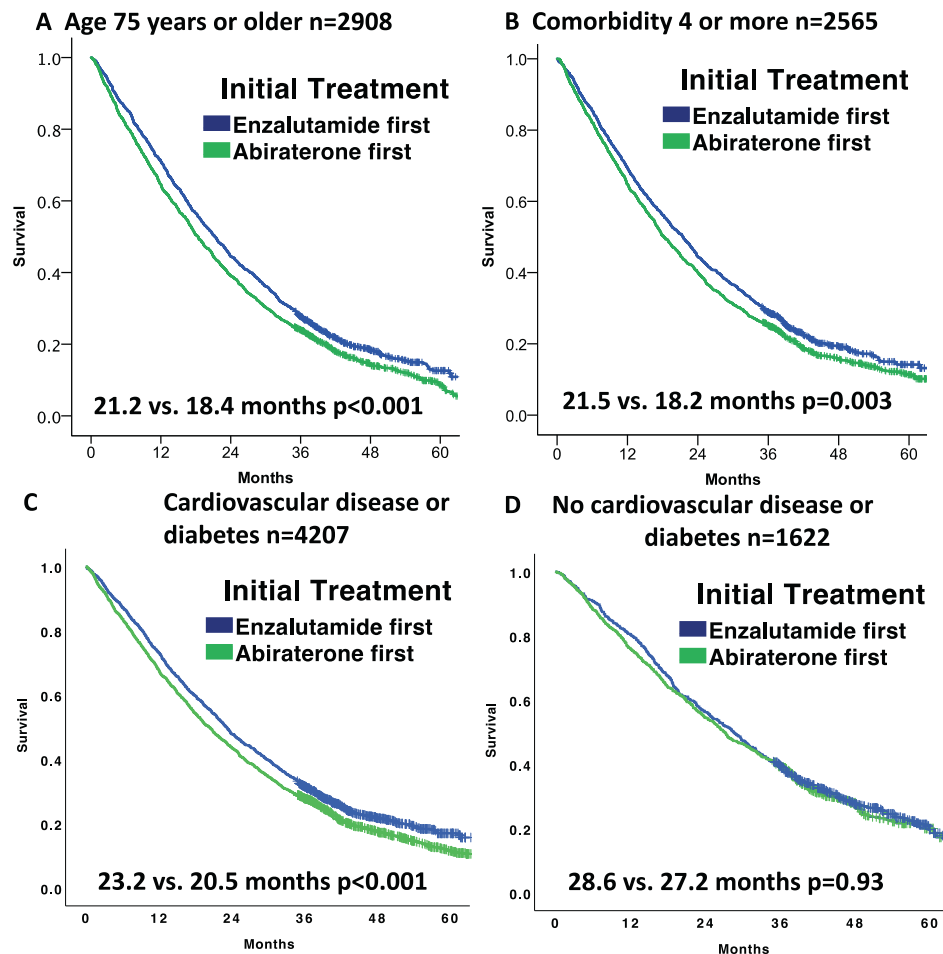 A Age 75 years or older n=2908
Initial Treatment
Enzalutamide first
Abiraterone first
Survival
1.0
0.8
0.6
0.4
0.2
0.0
21.2 vs. 18.4 months p<0.001
0 12 24 36 48 60
Months
B Comorbidity 4 or more n=2565
Initial Treatment
Enzalutamide first
Abiraterone first
Survival
1.0
0.8
0.6
0.4
0.2
0.0
21.5 vs. 18.2 months p=0.003
0 12 24 36 48 60
Months
C Cardiovascular disease or
diabetes n=4207
Initial Treatment
Enzalutamide first
Abiraterone first
Survival
1.0
0.8
0.6
0.4
0.2
0.0
23.2 vs. 20.5 months p<0.001
0 12 24 36 48 60
Months
D No cardiovascular disease or
diabetes n=1622
Initial Treatment
Enzalutamide first
Abiraterone first
Survival
1.0
0.8
0.6
0.4
0.2
0.0
28.6 vs. 27.2 months p=0.93
0 12 24 36 48 60
Months